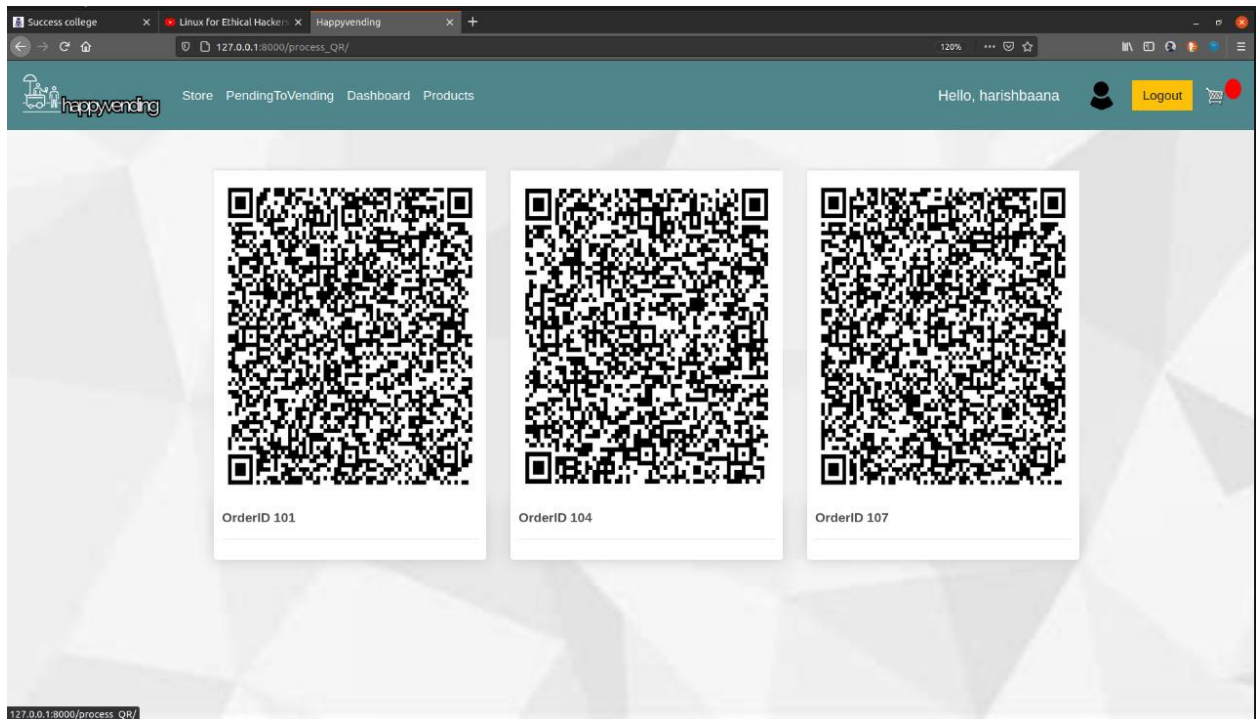 Success college
Linux for Ethical Hackers
Happyvending
127.0.0.1:8000/process_QR/
120%
happyvending
Store PendingToVending Dashboard Products
Hello, harishbaana
Logout
OrderID 101
OrderID 104
OrderID 107
127.0.0.1:8000/process_QR/